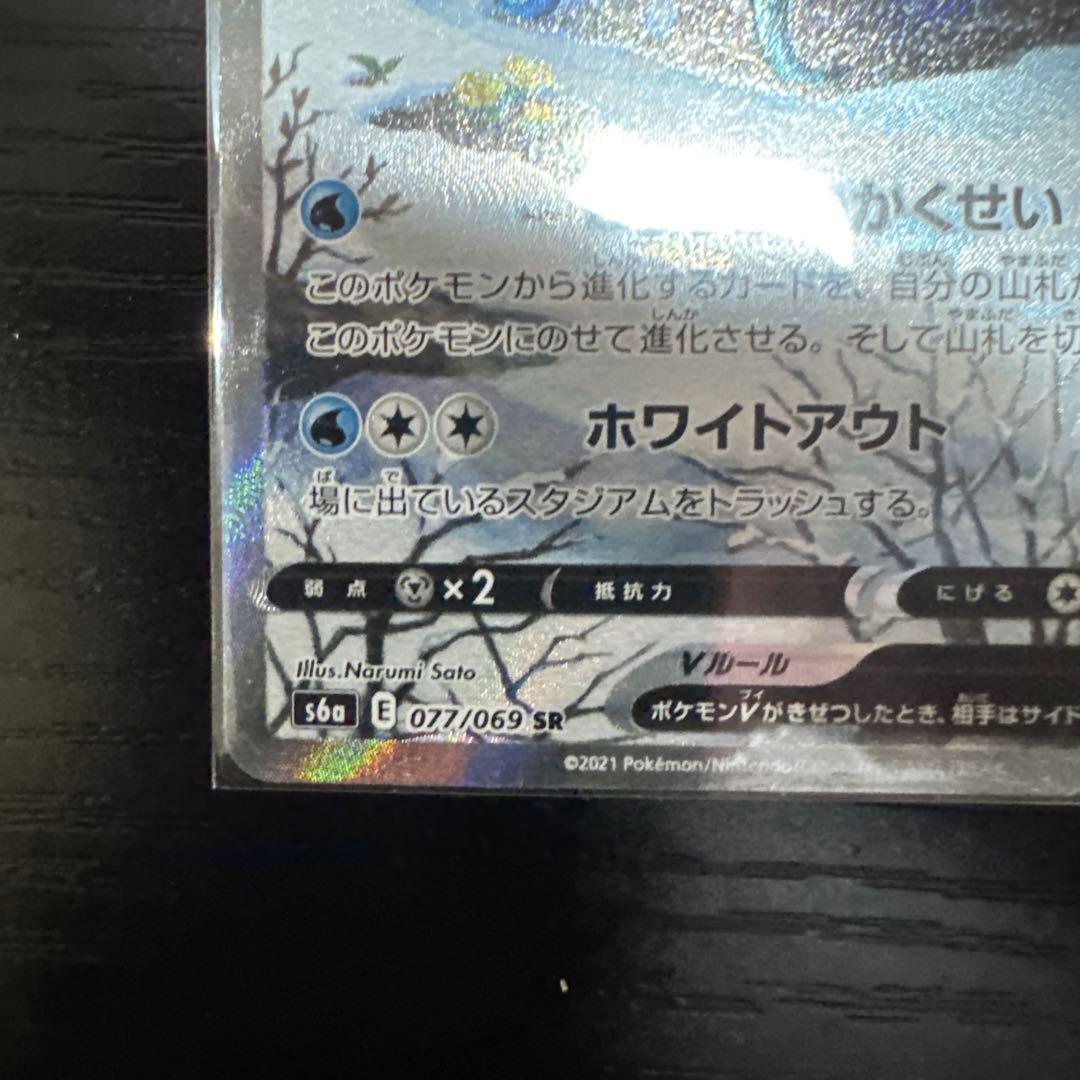 かくせい
このポケモンから進化するカードを、自分の山札
このポケモンにのせて進化させる。そして山札を切
ホワイトアウト
場に出ているスタジアムをトラッシュする。
弱点 ×2 抵抗力 にげる
Illus. Narumi Sato
Vルール
s6a E 077/069 SR
ポケモンVがきぜつしたとき、相手はサイド
©2021 Pokémon/Nintendo/